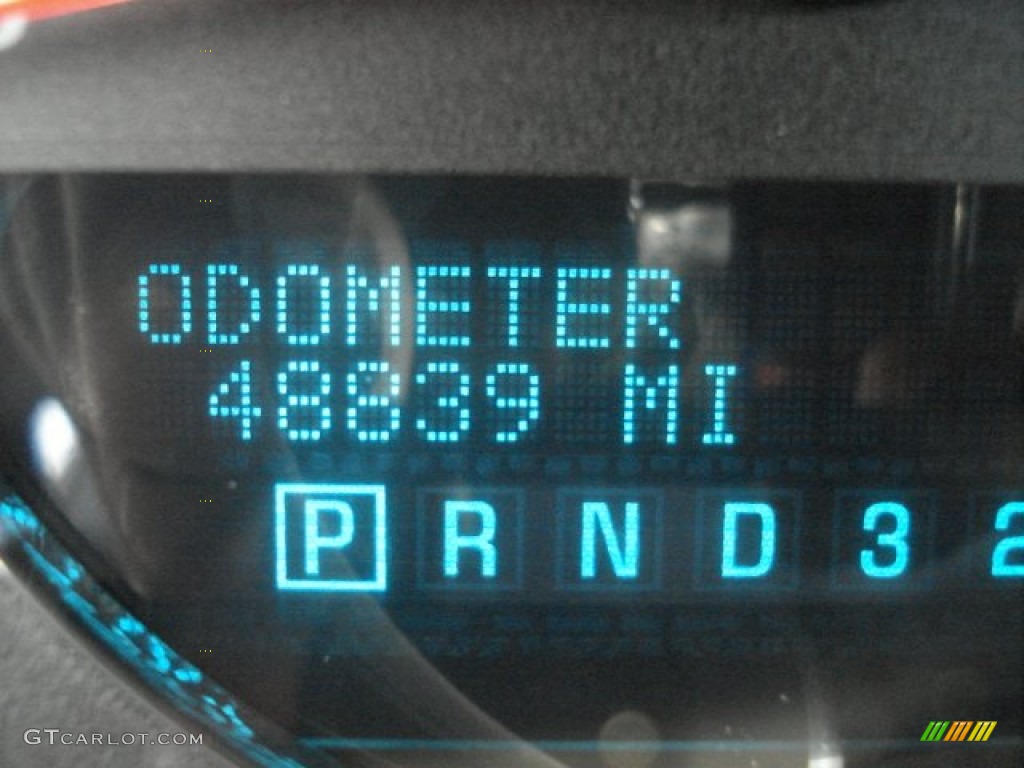 ODOMETER
48839 MI
P R N D 3 2
GTCARLOT.COM